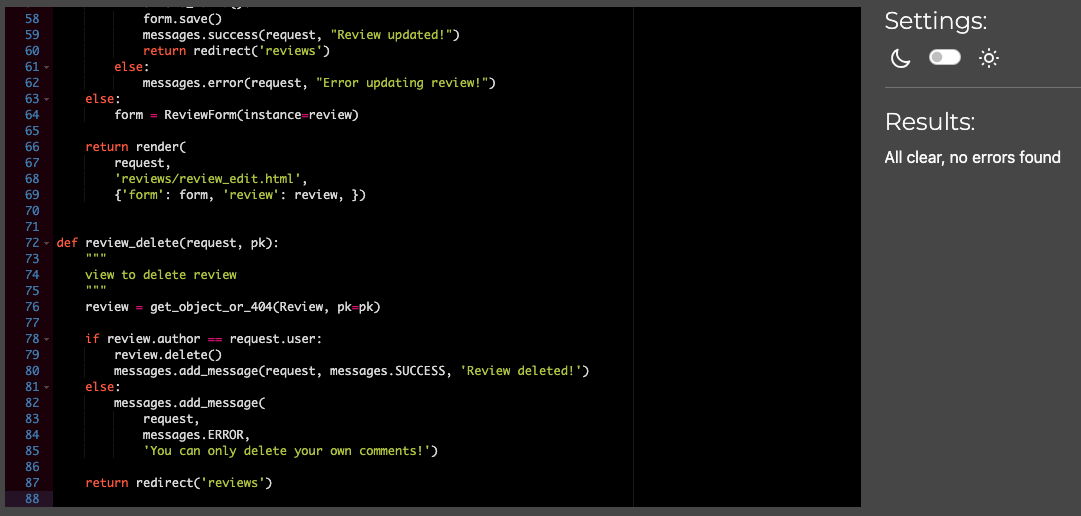 58 form.save()
59 messages.success(request, "Review updated!")
60 return redirect('reviews')
61 else:
62 messages.error(request, "Error updating review!")
63 else:
64 form = ReviewForm(instance=review)
65
66 return render(
67 request,
68 'reviews/review_edit.html',
69 {'form': form, 'review': review, })
70
71
72 def review_delete(request, pk):
73 """
74 view to delete review
75 """
76 review = get_object_or_404(Review, pk=pk)
77
78 if review.author == request.user:
79 review.delete()
80 messages.add_message(request, messages.SUCCESS, 'Review deleted!')
81 else:
82 messages.add_message(
83 request,
84 messages.ERROR,
85 'You can only delete your own comments!')
86
87 return redirect('reviews')
88
Settings:
Results:
All clear, no errors found